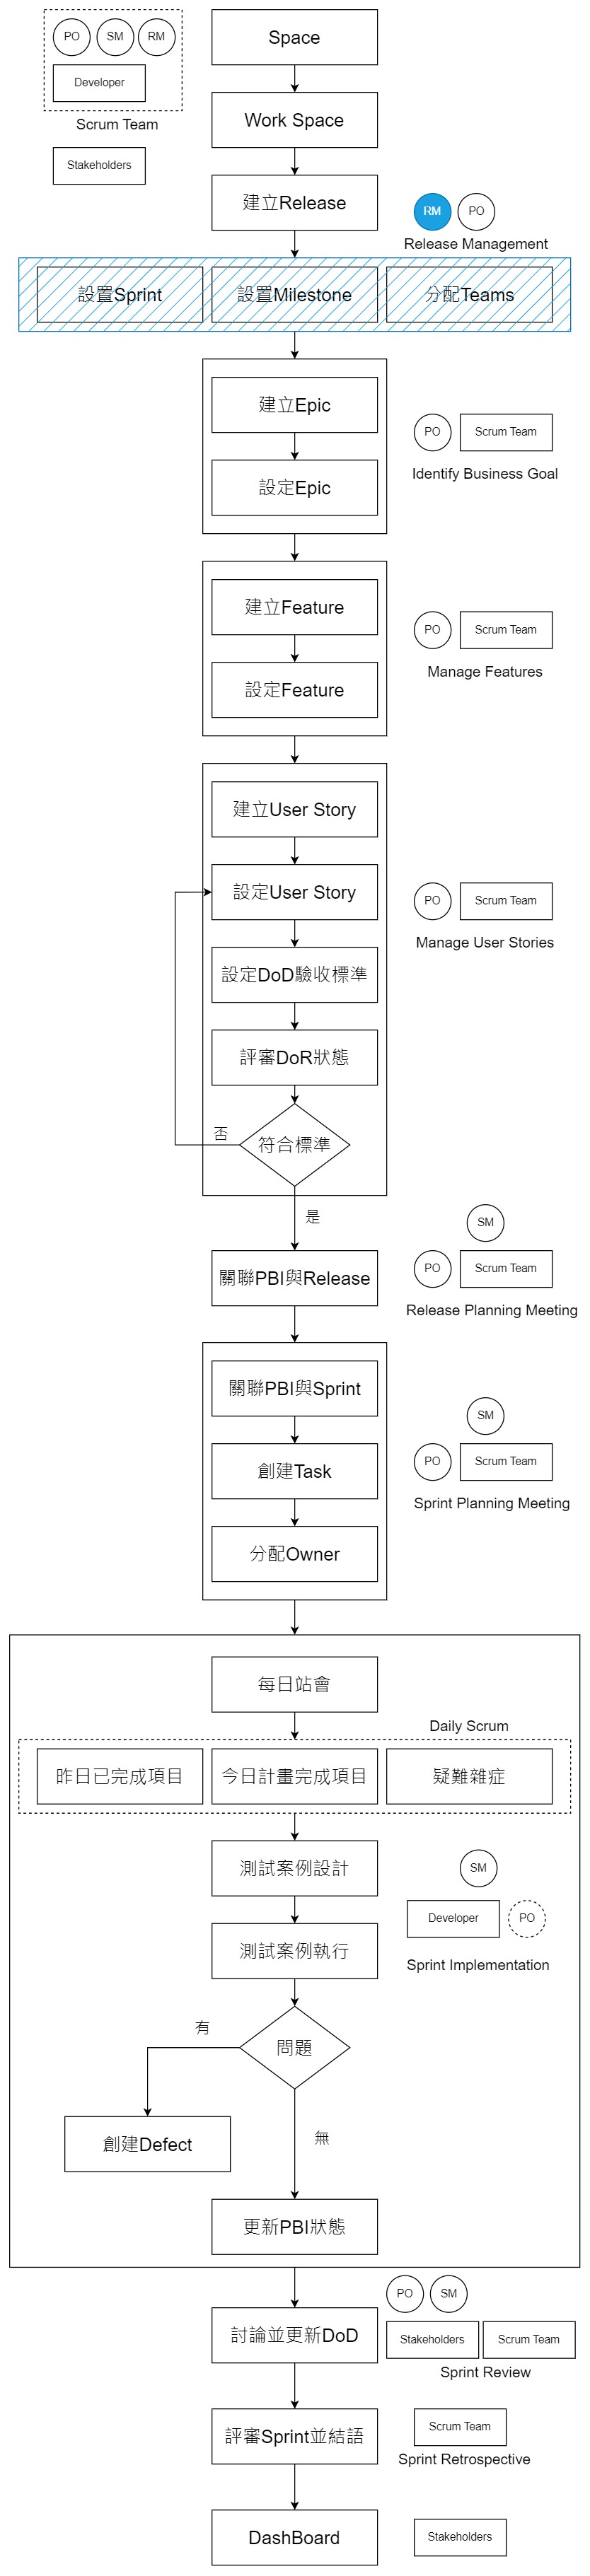 PO
SM
RM
Developer
Scrum Team
Stakeholders
Space
Work Space
建立Release
RM
PO
Release Management
設置Sprint
設置Milestone
分配Teams
建立Epic
設定Epic
PO
Scrum Team
Identify Business Goal
建立Feature
設定Feature
PO
Scrum Team
Manage Features
建立User Story
設定User Story
設定DoD驗收標準
評審DoR狀態
符合標準
否
是
PO
Scrum Team
Manage User Stories
關聯PBI與Release
SM
PO
Scrum Team
Release Planning Meeting
關聯PBI與Sprint
創建Task
分配Owner
SM
PO
Scrum Team
Sprint Planning Meeting
每日站會
Daily Scrum
昨日已完成項目
今日計畫完成項目
疑難雜症
測試案例設計
測試案例執行
SM
Developer
PO
Sprint Implementation
問題
有
無
創建Defect
更新PBI狀態
討論並更新DoD
PO
SM
Stakeholders
Scrum Team
Sprint Review
評審Sprint並結語
Scrum Team
Sprint Retrospective
DashBoard
Stakeholders